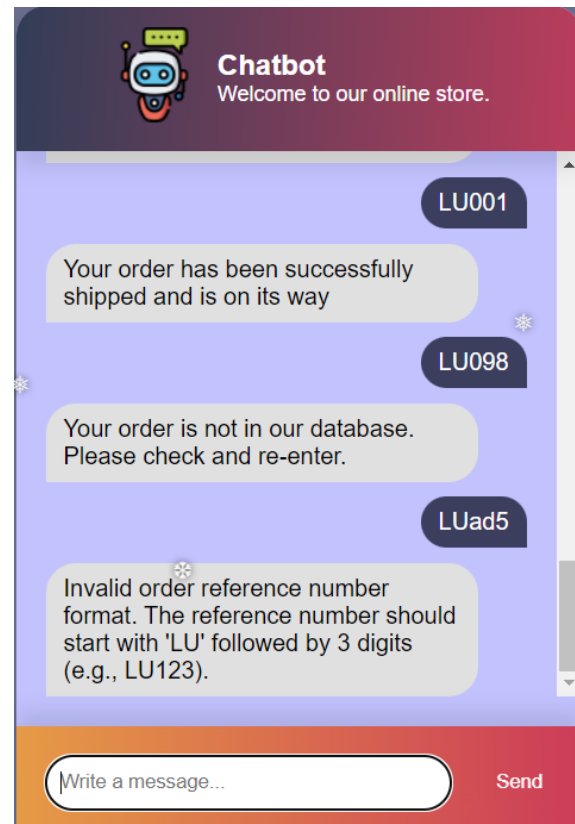 Chatbot
Welcome to our online store.
LU001
Your order has been successfully
shipped and is on its way
LU098
Your order is not in our database.
Please check and re-enter.
LUad5
Invalid order reference number
format. The reference number should
start with 'LU' followed by 3 digits
(e.g., LU123).
Write a message...
Send